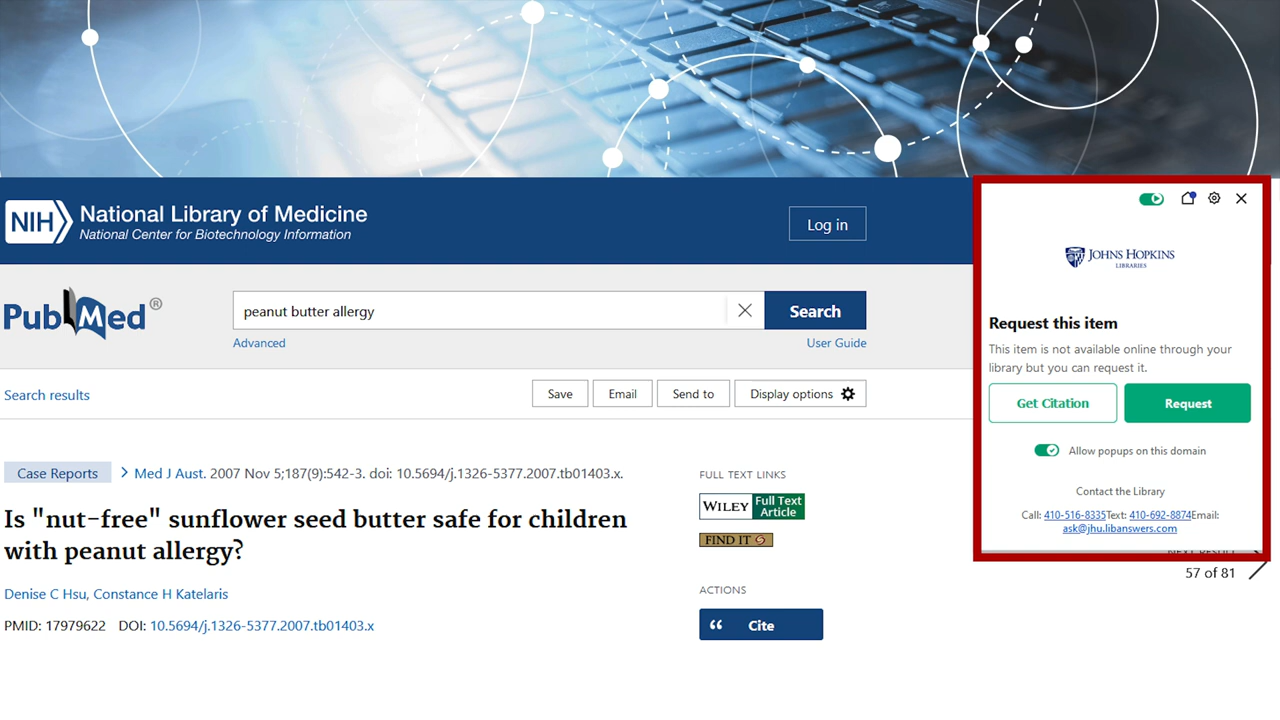 NIH National Library of Medicine
National Center for Biotechnology Information
Log in
PubMed®
peanut butter allergy
Search
Advanced
User Guide
Search results
Save
Email
Send to
Display options
Case Reports
Med J Aust. 2007 Nov 5;187(9):542-3. doi: 10.5694/j.1326-5377.2007.tb01403.x.
Is "nut-free" sunflower seed butter safe for children
with peanut allergy?
Denise C Hsu, Constance H Katelaris
PMID: 17979622 DOI: 10.5694/j.1326-5377.2007.tb01403.x
FULL TEXT LINKS
WILEY Full Text
Article
FIND IT
ACTIONS
Cite
JOHNS HOPKINS
LIBRARIES
Request this item
This item is not available online through your
library but you can request it.
Get Citation
Request
Allow popups on this domain
Contact the Library
Call: 410-516-8335Text: 410-692-8874Email:
ask@jhu.libanswers.com
NEXT RESULT
57 of 81